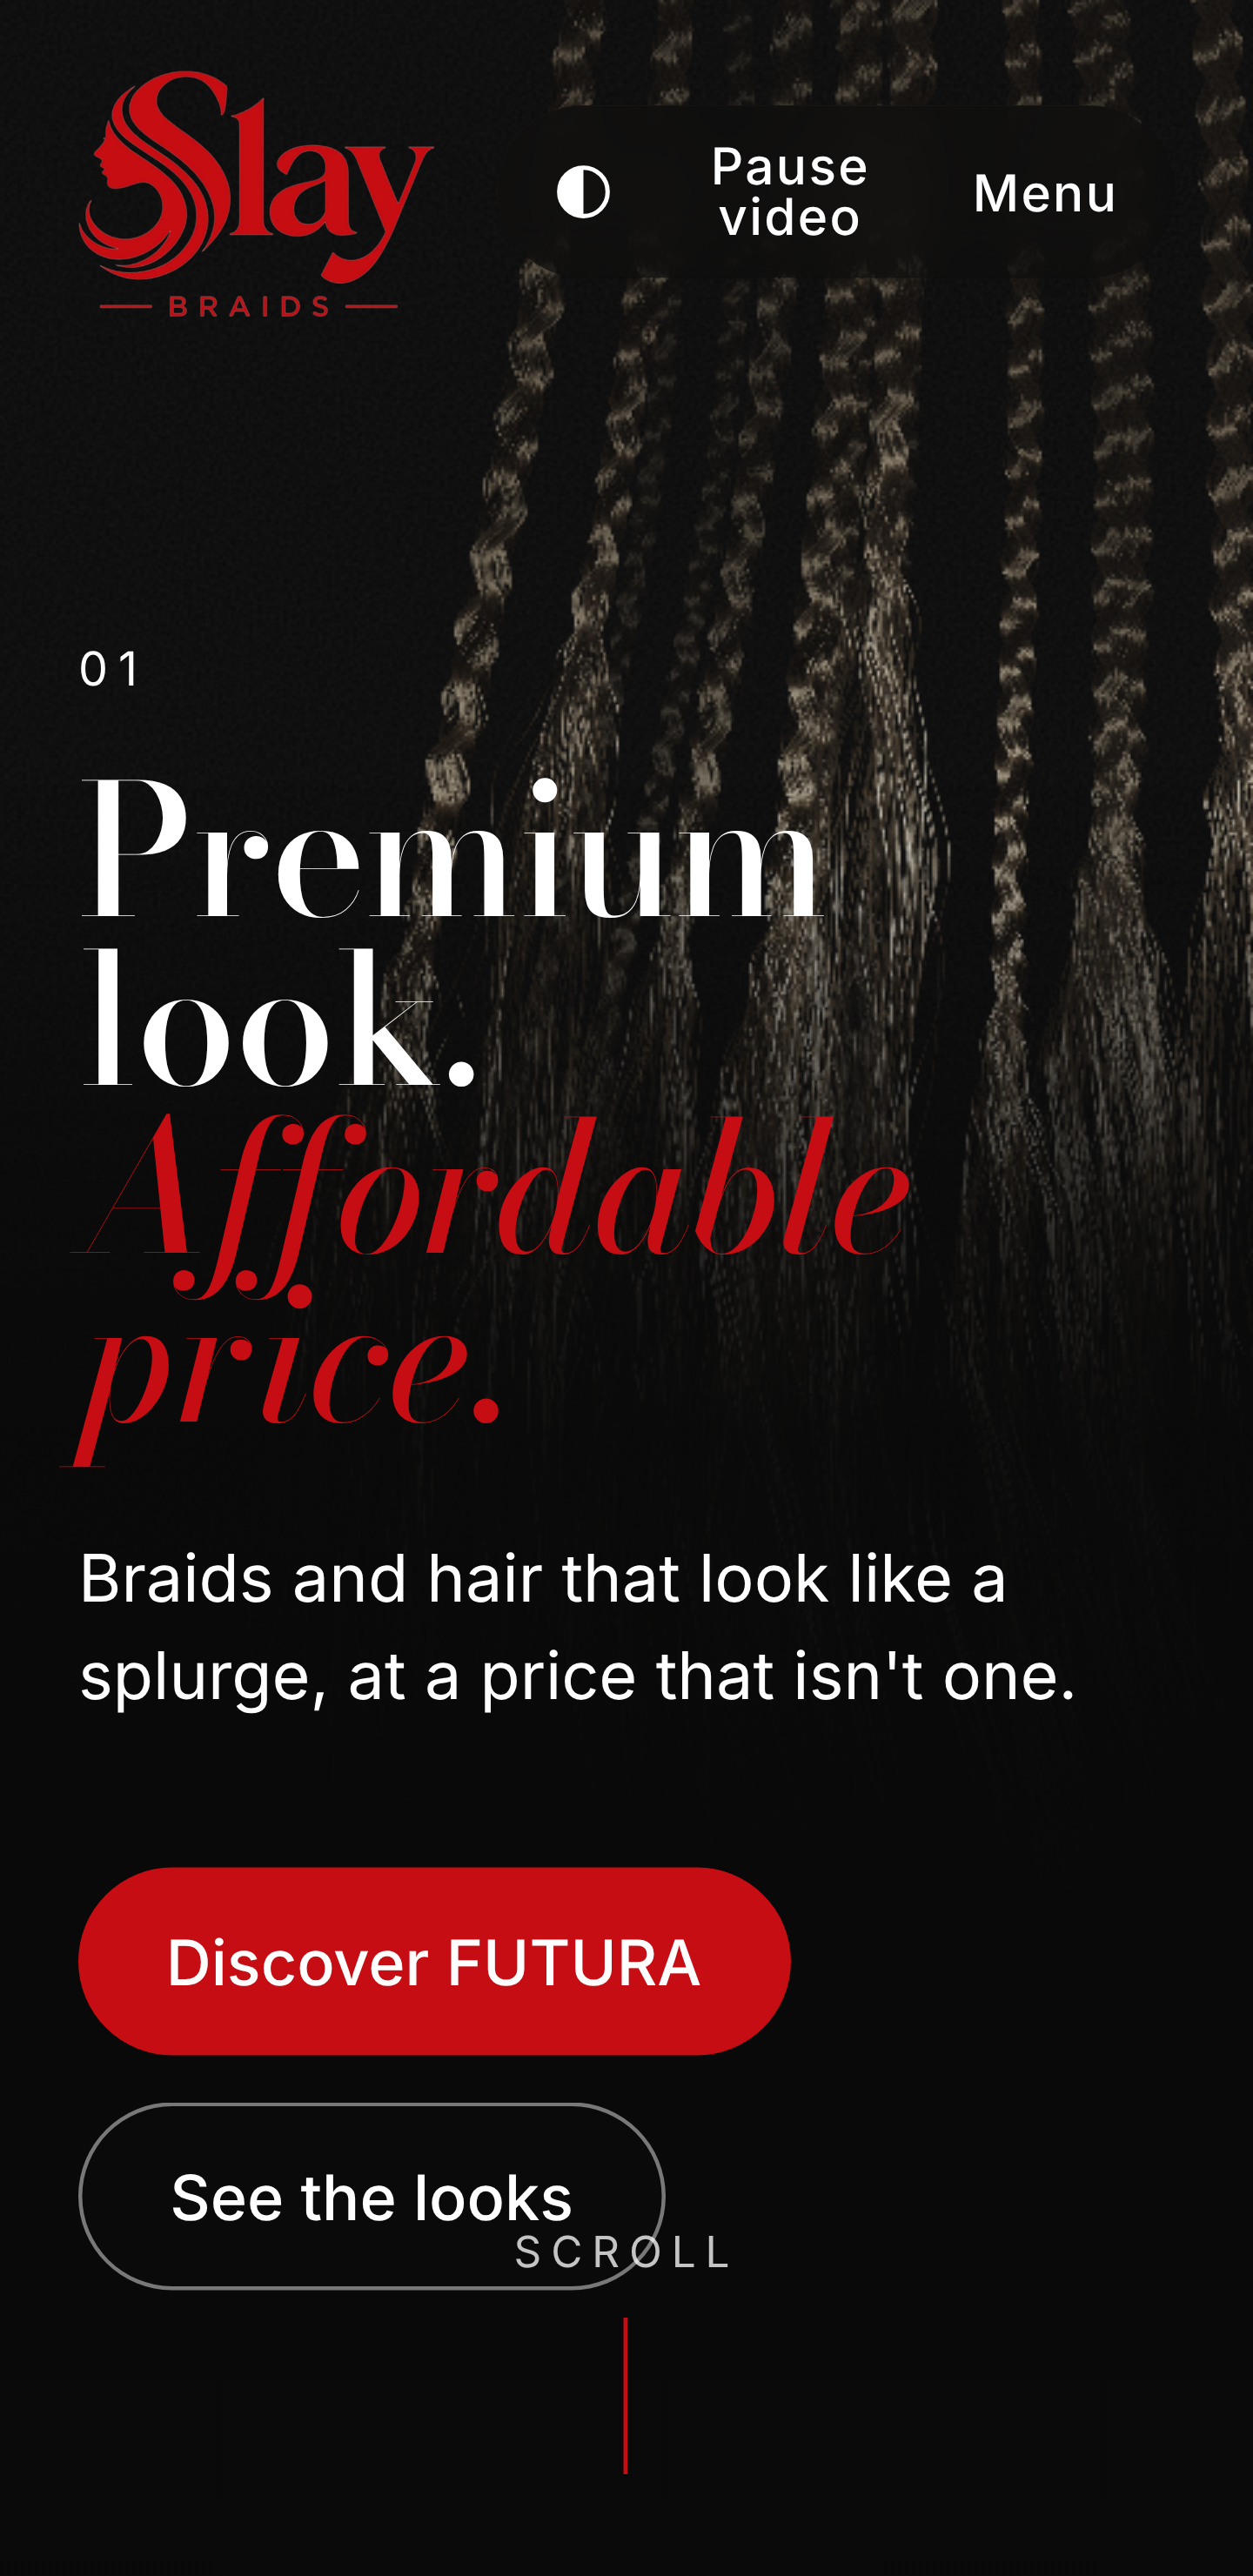 Slay
BRAIDS
Pause
video
Menu
01
Premium
look.
Affordable
price.
Braids and hair that look like a
splurge, at a price that isn't one.
Discover FUTURA
See the looks
SCROLL